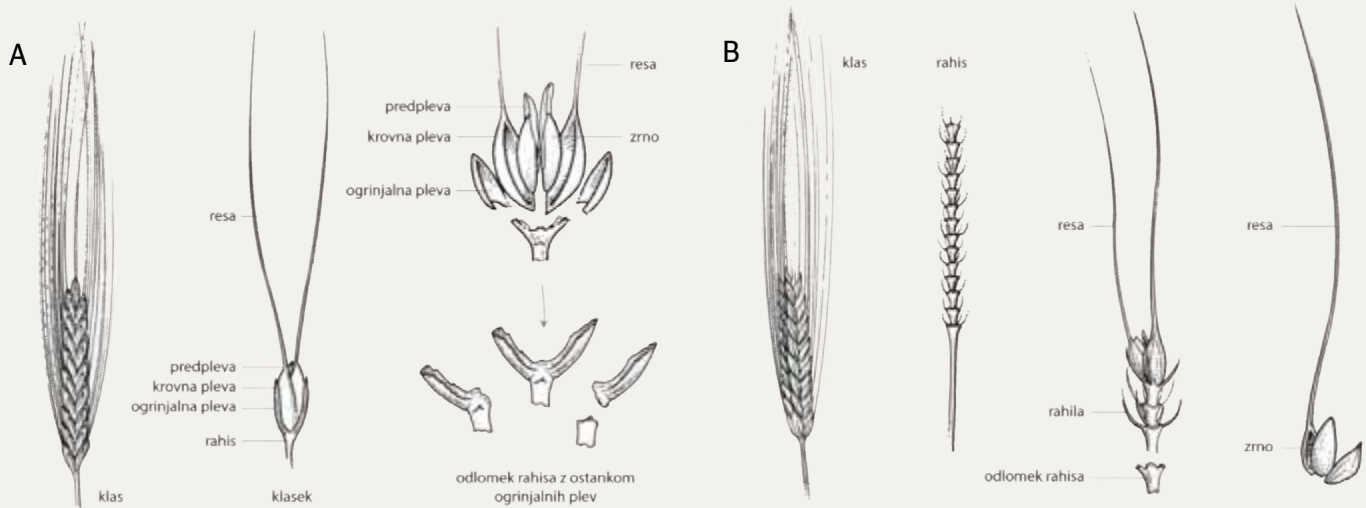 A
resa
predpleva
krovna pleva
ogrinjalna pleva
rahis
klas
klasek
resa
predpleva
krovna pleva
zrno
ogrinjalna pleva
odlomek rahisa z ostankom
ogrinjalnih plev
B
klas
rahis
resa
rahila
odlomek rahisa
resa
zrno